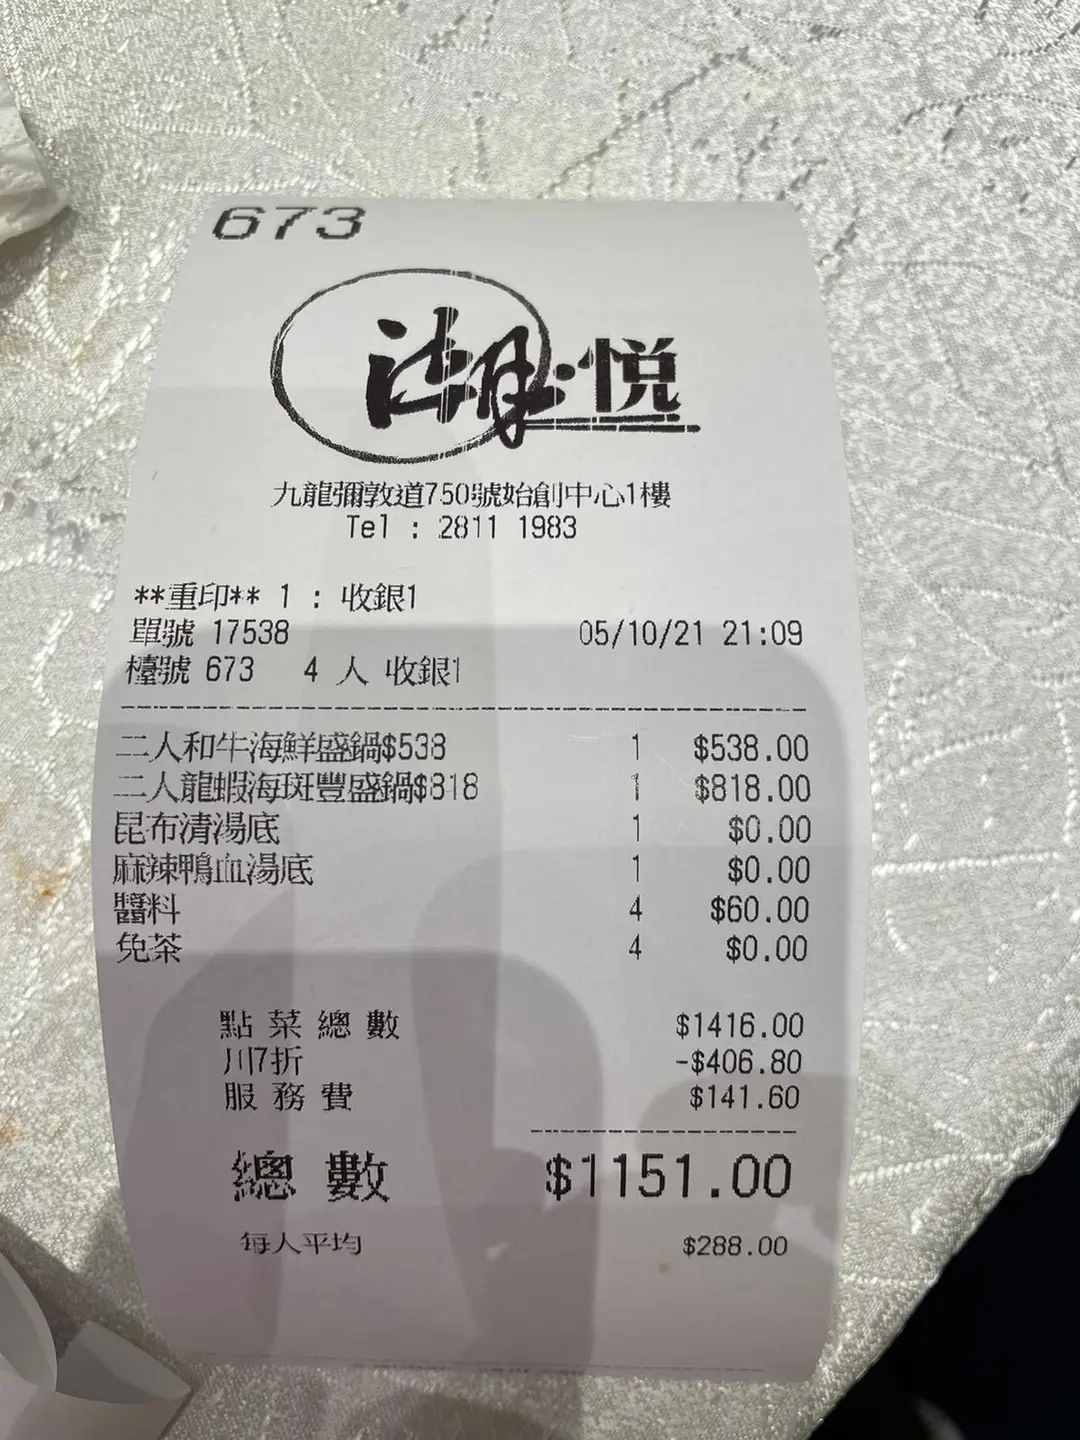 673
潮悅
九龍彌敦道750號始創中心1樓
Tel : 2811 1983
**重印** 1 : 收銀1
單號 17538 05/10/21 21:09
檯號 673 4 人 收銀1
二人和牛海鮮盛鍋$538 1 $538.00
二人龍蝦海斑豐盛鍋$818 1 $818.00
昆布清湯底 1 $0.00
麻辣鴨血湯底 1 $0.00
醬料 4 $60.00
免茶 4 $0.00
點菜總數 $1416.00
川7折 -$406.80
服務費 $141.60
總數 $1151.00
每人平均 $288.00